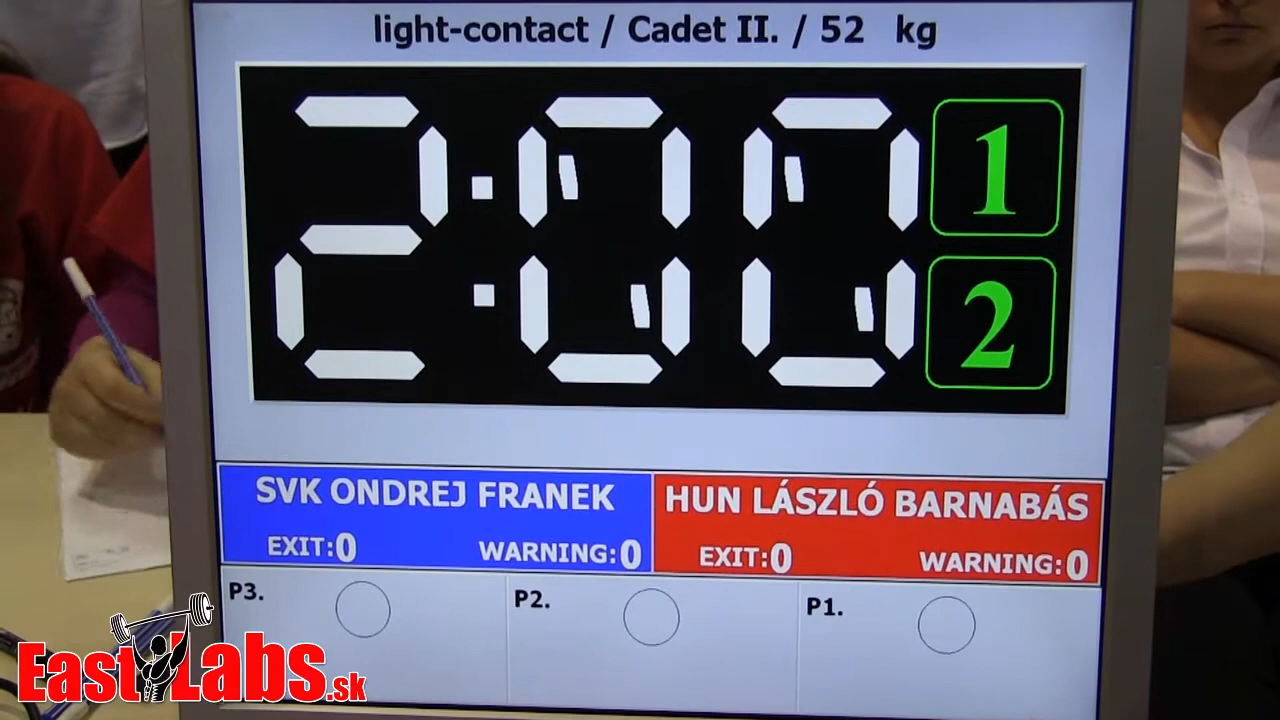 light-contact / Cadet II. / 52 kg
2:00
1
2
SVK ONDREJ FRANEK
EXIT:0 WARNING:0
HUN LÁSZLÓ BARNABÁS
EXIT:0 WARNING:0
P3. P2. P1.
EastLabs.sk